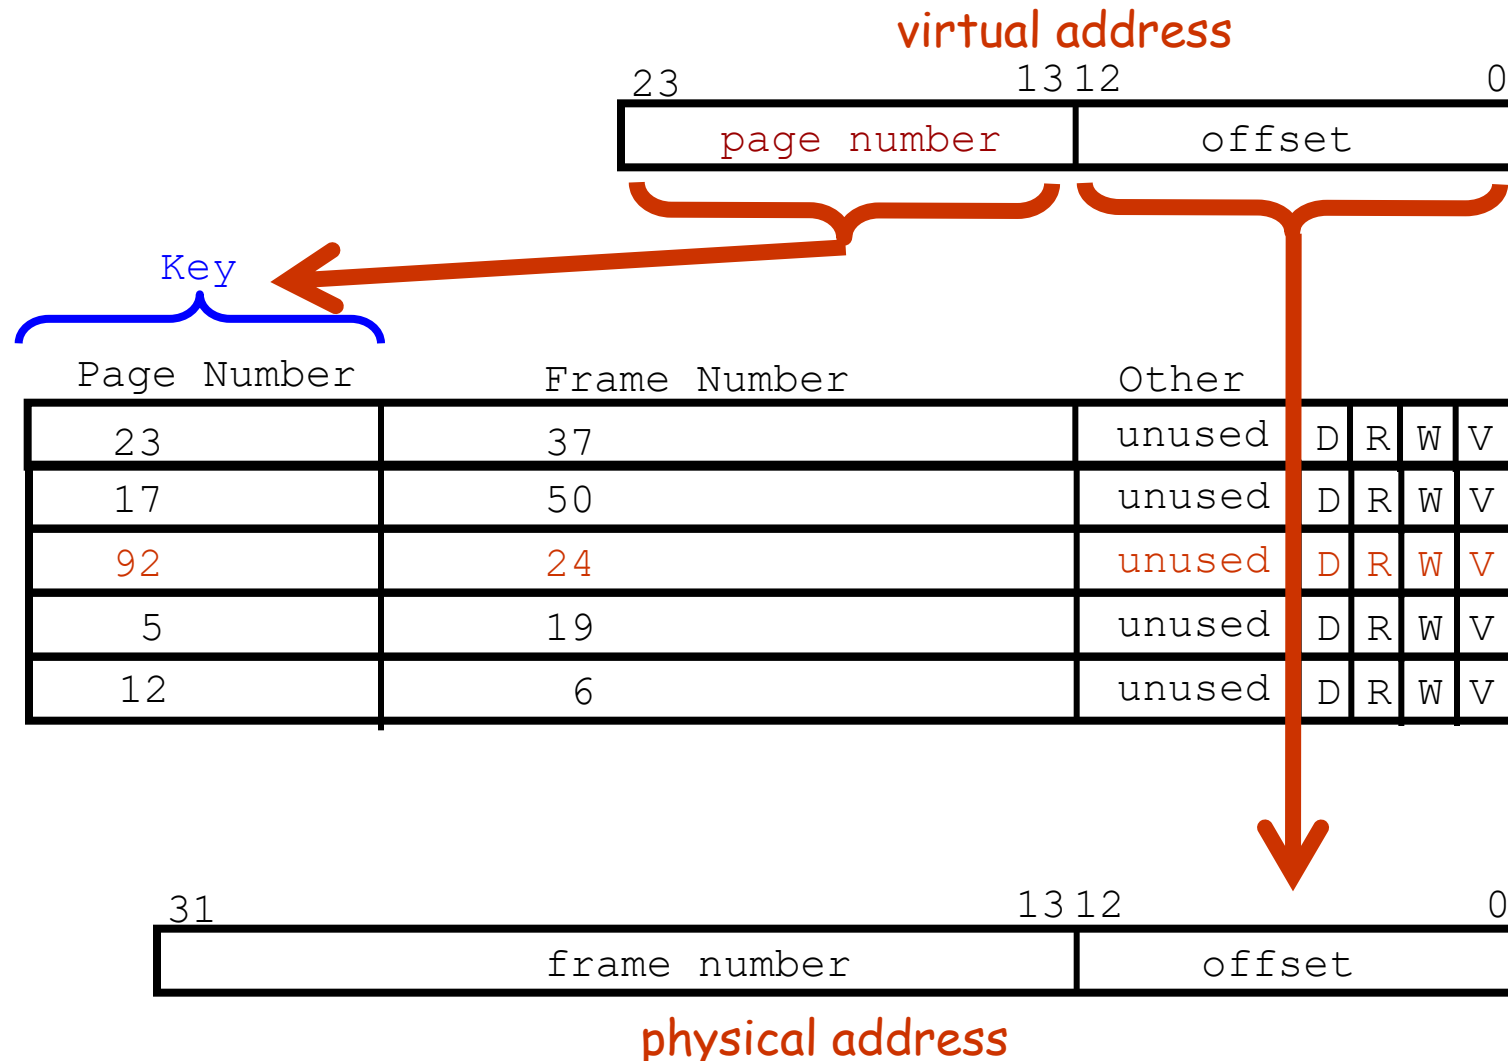 virtual address
23 13 12 0
page number offset
Key
Page Number Frame Number Other
23 37 unused D R W V
17 50 unused D R W V
92 24 unused D R W V
5 19 unused D R W V
12 6 unused D R W V
31 13 12 0
frame number offset
physical address